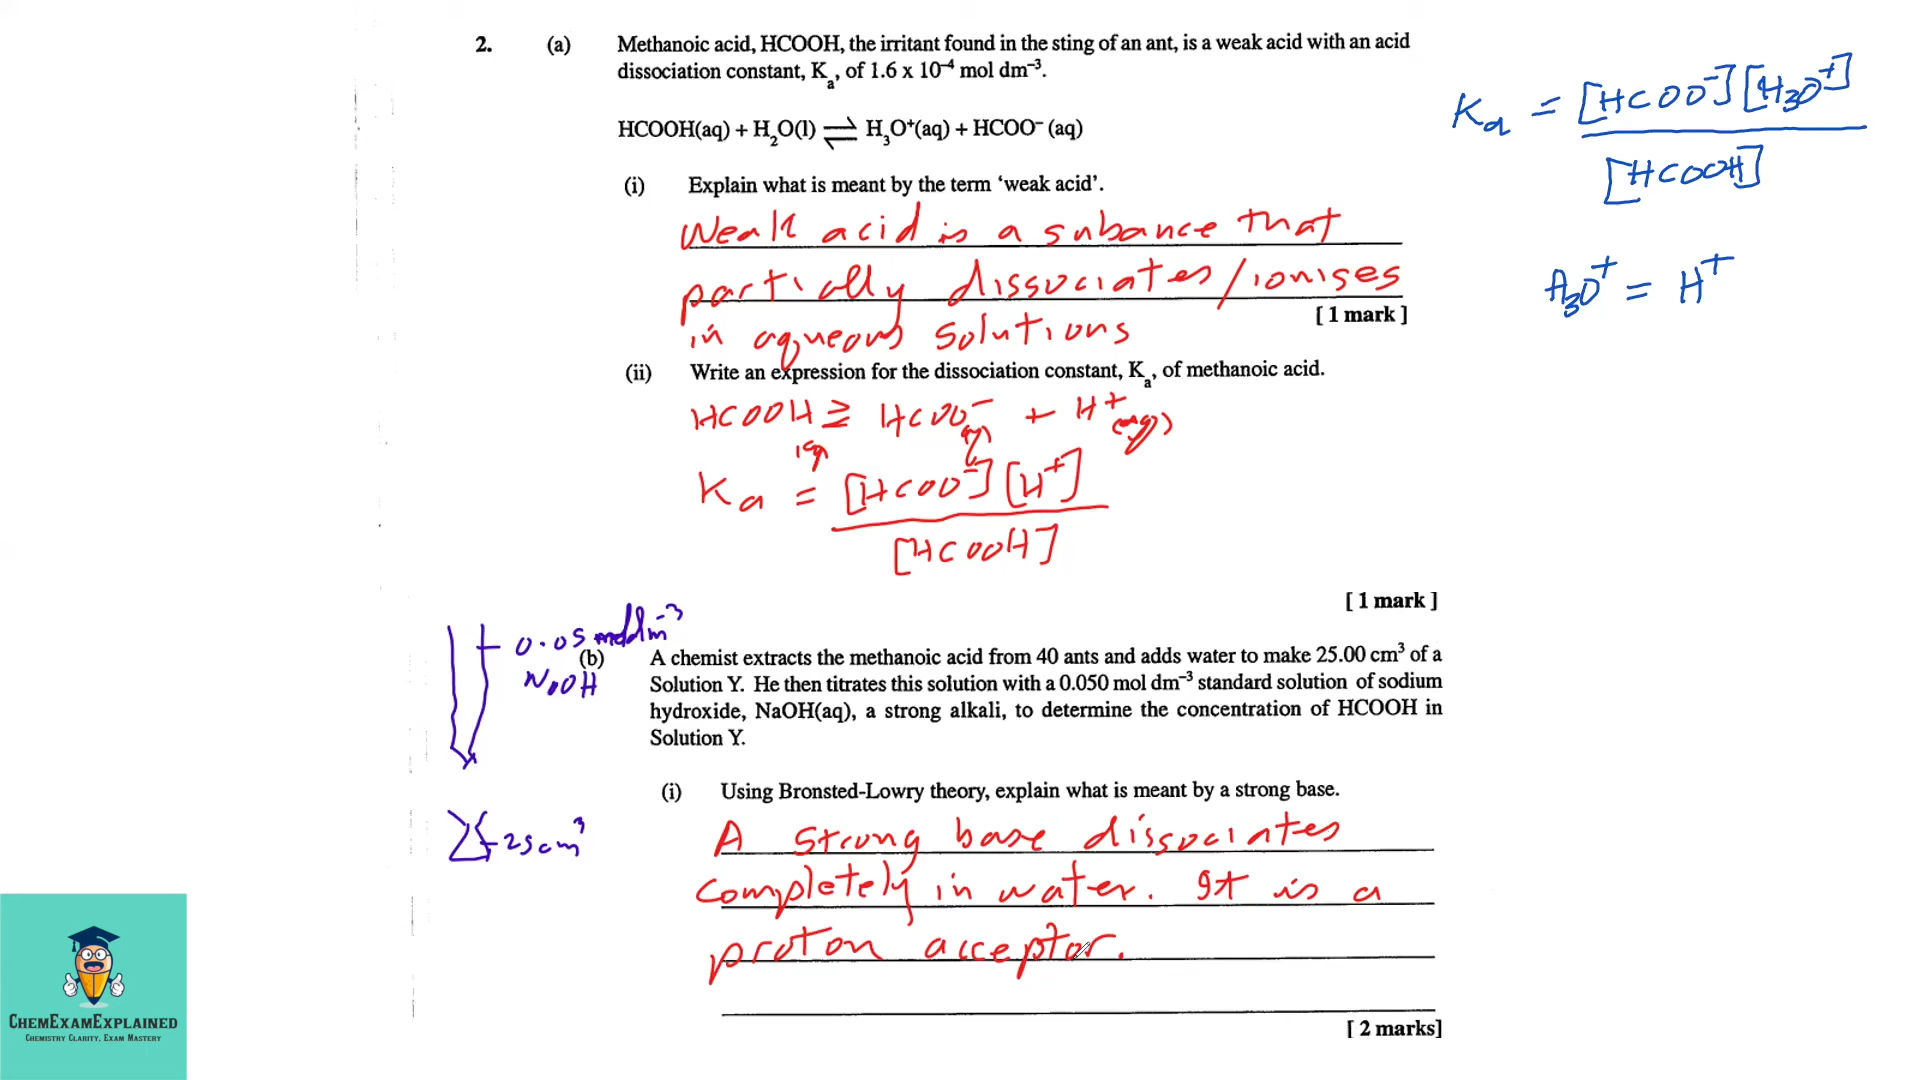 2. (a) Methanoic acid, HCOOH, the irritant found in the sting of an ant, is a weak acid with an acid
dissociation constant, Kₐ, of 1.6 x 10⁻⁴ mol dm⁻³.
HCOOH(aq) + H₂O(l) ⇌ H₃O⁺(aq) + HCOO⁻ (aq)
Kₐ = [HCOO⁻][H₃O⁺]
[HCOOH]
H₃O⁺ = H⁺
(i) Explain what is meant by the term ‘weak acid’.
Weak acid is a subance that
partially dissociates/ionises
[ 1 mark ]
in aqueous solutions
(ii) Write an expression for the dissociation constant, Kₐ, of methanoic acid.
HCOOH ⇌ HCOO⁻ + H⁺
(aq) (aq) (aq)
Kₐ = [HCOO⁻][H⁺]
[HCOOH]
[ 1 mark ]
0.05 moldm⁻³
NaOH
(b) A chemist extracts the methanoic acid from 40 ants and adds water to make 25.00 cm³ of a
Solution Y. He then titrates this solution with a 0.050 mol dm⁻³ standard solution of sodium
hydroxide, NaOH(aq), a strong alkali, to determine the concentration of HCOOH in
Solution Y.
(i) Using Bronsted-Lowry theory, explain what is meant by a strong base.
25cm³
A strong base dissociates
completely in water. It is a
proton acceptor.
[ 2 marks]
CHEMEXAMEXPLAINED
CHEMISTRY CLARITY, EXAM MASTERY